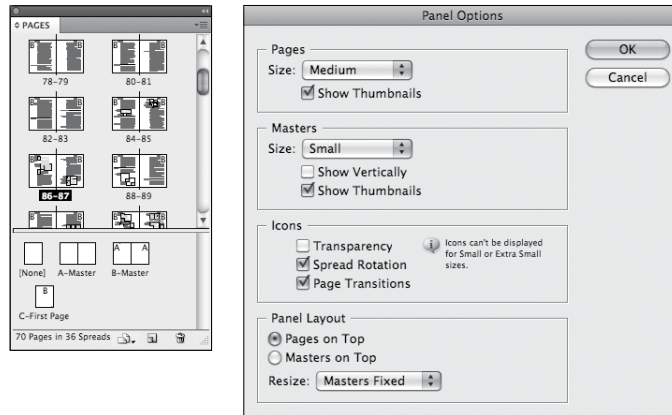 PAGES
B B B B
78-79 80-81
B B B B
82-83 84-85
B B B B
86-87 88-89
B B B B
A A
[None] A-Master B-Master
B
C-First Page
70 Pages in 36 Spreads
Panel Options
Pages
Size: Medium
Show Thumbnails
OK
Cancel
Masters
Size: Small
Show Vertically
Show Thumbnails
Icons
Transparency
Spread Rotation
Page Transitions
Icons can't be displayed
for Small or Extra Small
sizes.
Panel Layout
Pages on Top
Masters on Top
Resize: Masters Fixed